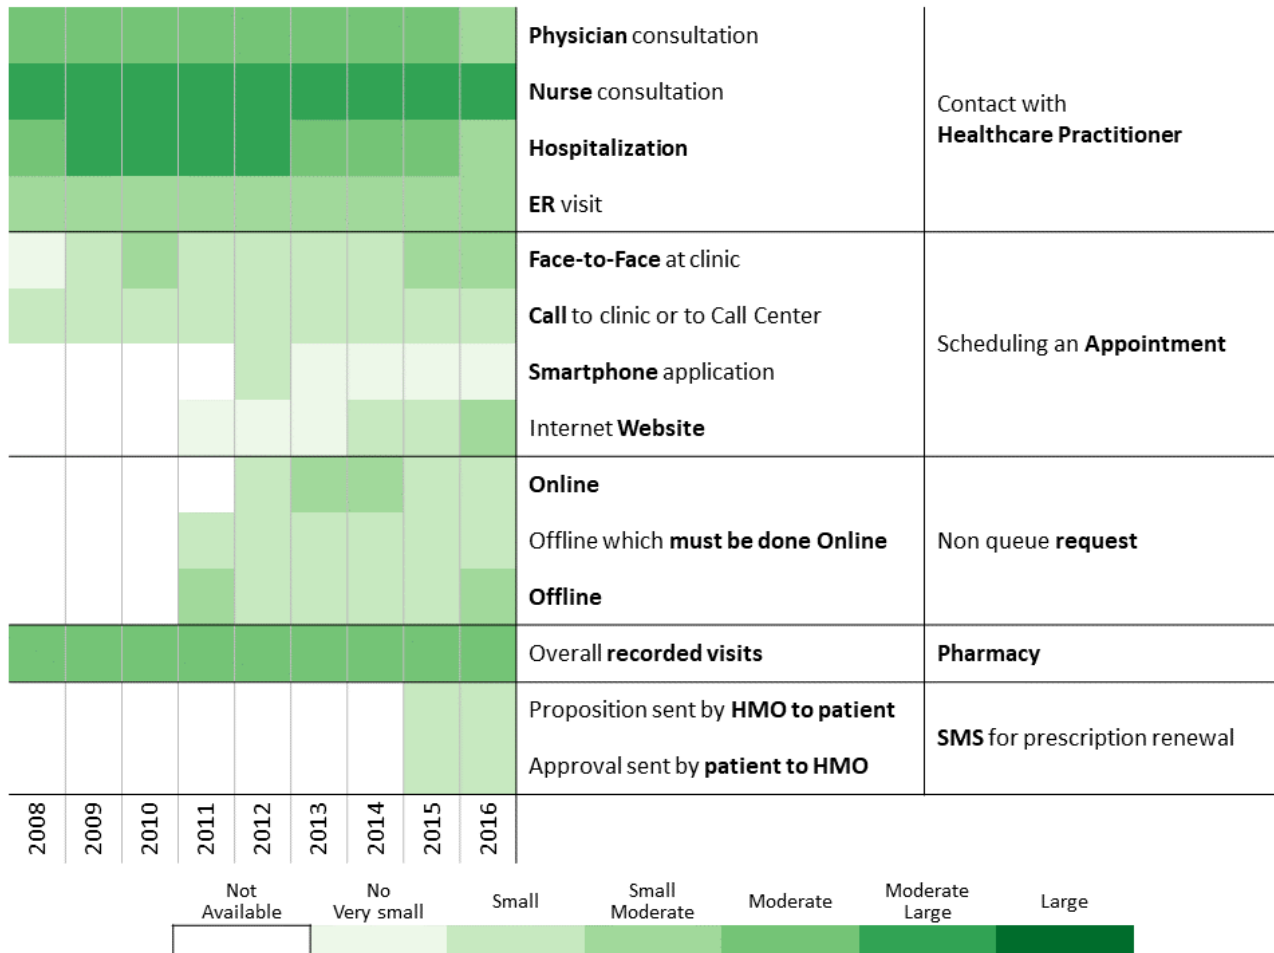 Physician consultation
Nurse consultation
Hospitalization
ER visit
Contact with
Healthcare Practitioner
Face-to-Face at clinic
Call to clinic or to Call Center
Smartphone application
Internet Website
Scheduling an Appointment
Online
Offline which must be done Online
Offline
Non queue request
Overall recorded visits
Pharmacy
Proposition sent by HMO to patient
Approval sent by patient to HMO
SMS for prescription renewal
2008
2009
2010
2011
2012
2013
2014
2015
2016
Not
Available
No
Very small
Small
Small
Moderate
Moderate
Moderate
Large
Large